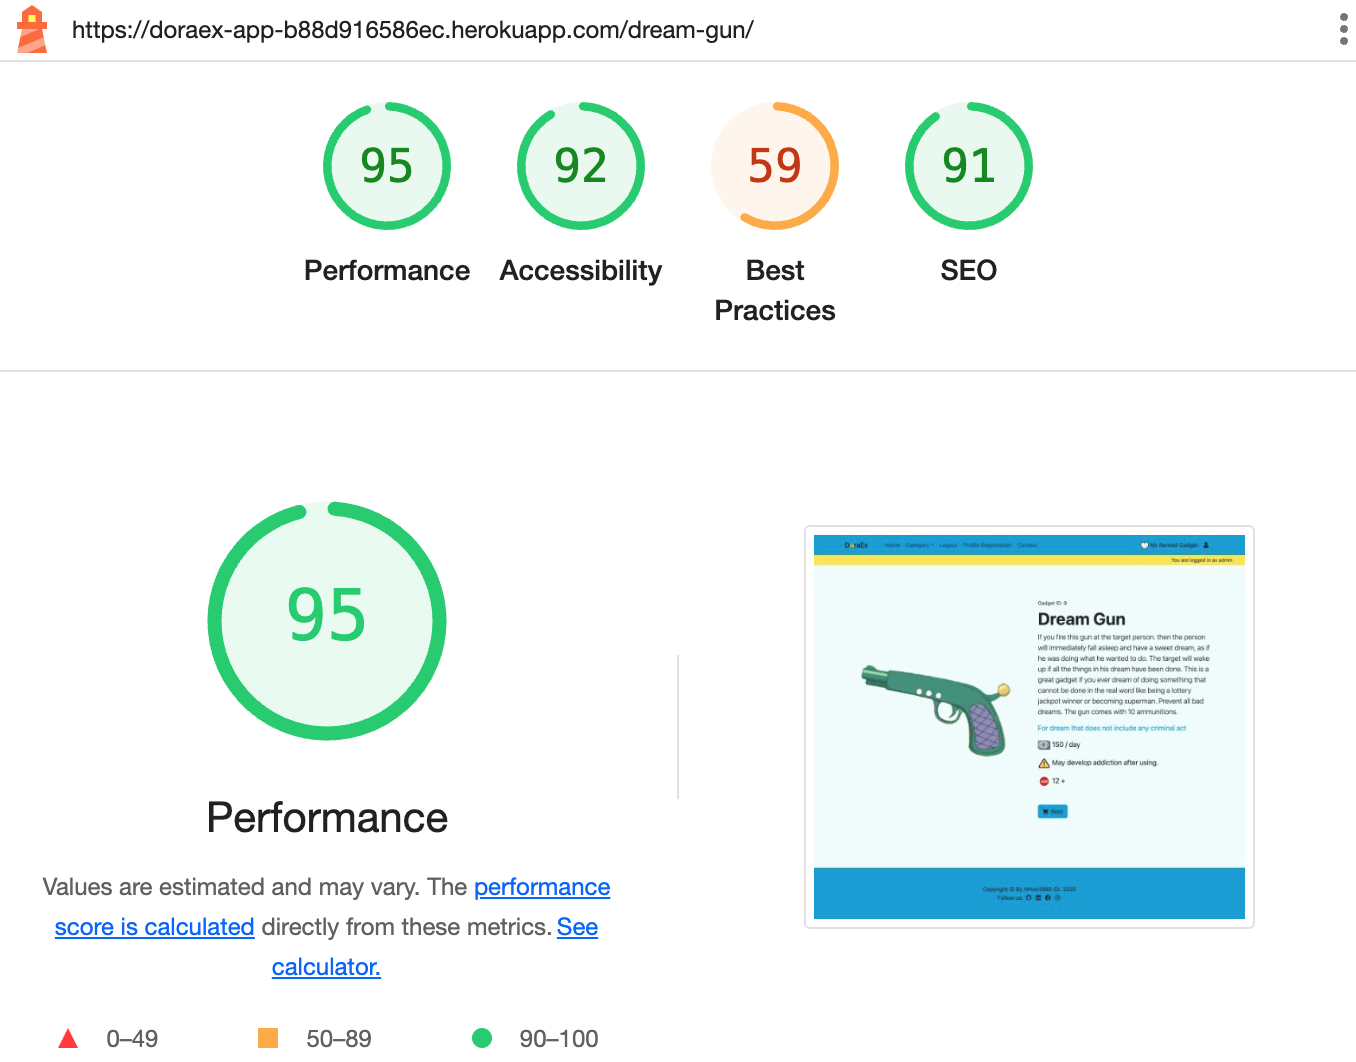 https://doraex-app-b88d916586ec.herokuapp.com/dream-gun/
95
92
59
91
Performance
Accessibility
Best
Practices
SEO
95
Performance
Values are estimated and may vary. The performance
score is calculated directly from these metrics. See
calculator.
0–49
50–89
90–100
DoraEx Home Category Logout Profile Registration Contact My Rented Gadget
You are logged in as admin
Gadget ID: 9
Dream Gun
If you fire this gun at the target person. then the person
will immediately fall asleep and have a sweet dream, as if
he was doing what he wanted to do. The target will wake
up if all the things in his dream have been done. This is a
great gadget if you ever dream of doing something that
cannot be done in the real word like being a lottery
jackpot winner or becoming superman. Prevent all bad
dreams. The gun comes with 10 ammunitions.
For dream that does not include any criminal act
150 / day
May develop addiction after using.
12 +
Rent
Follow us: